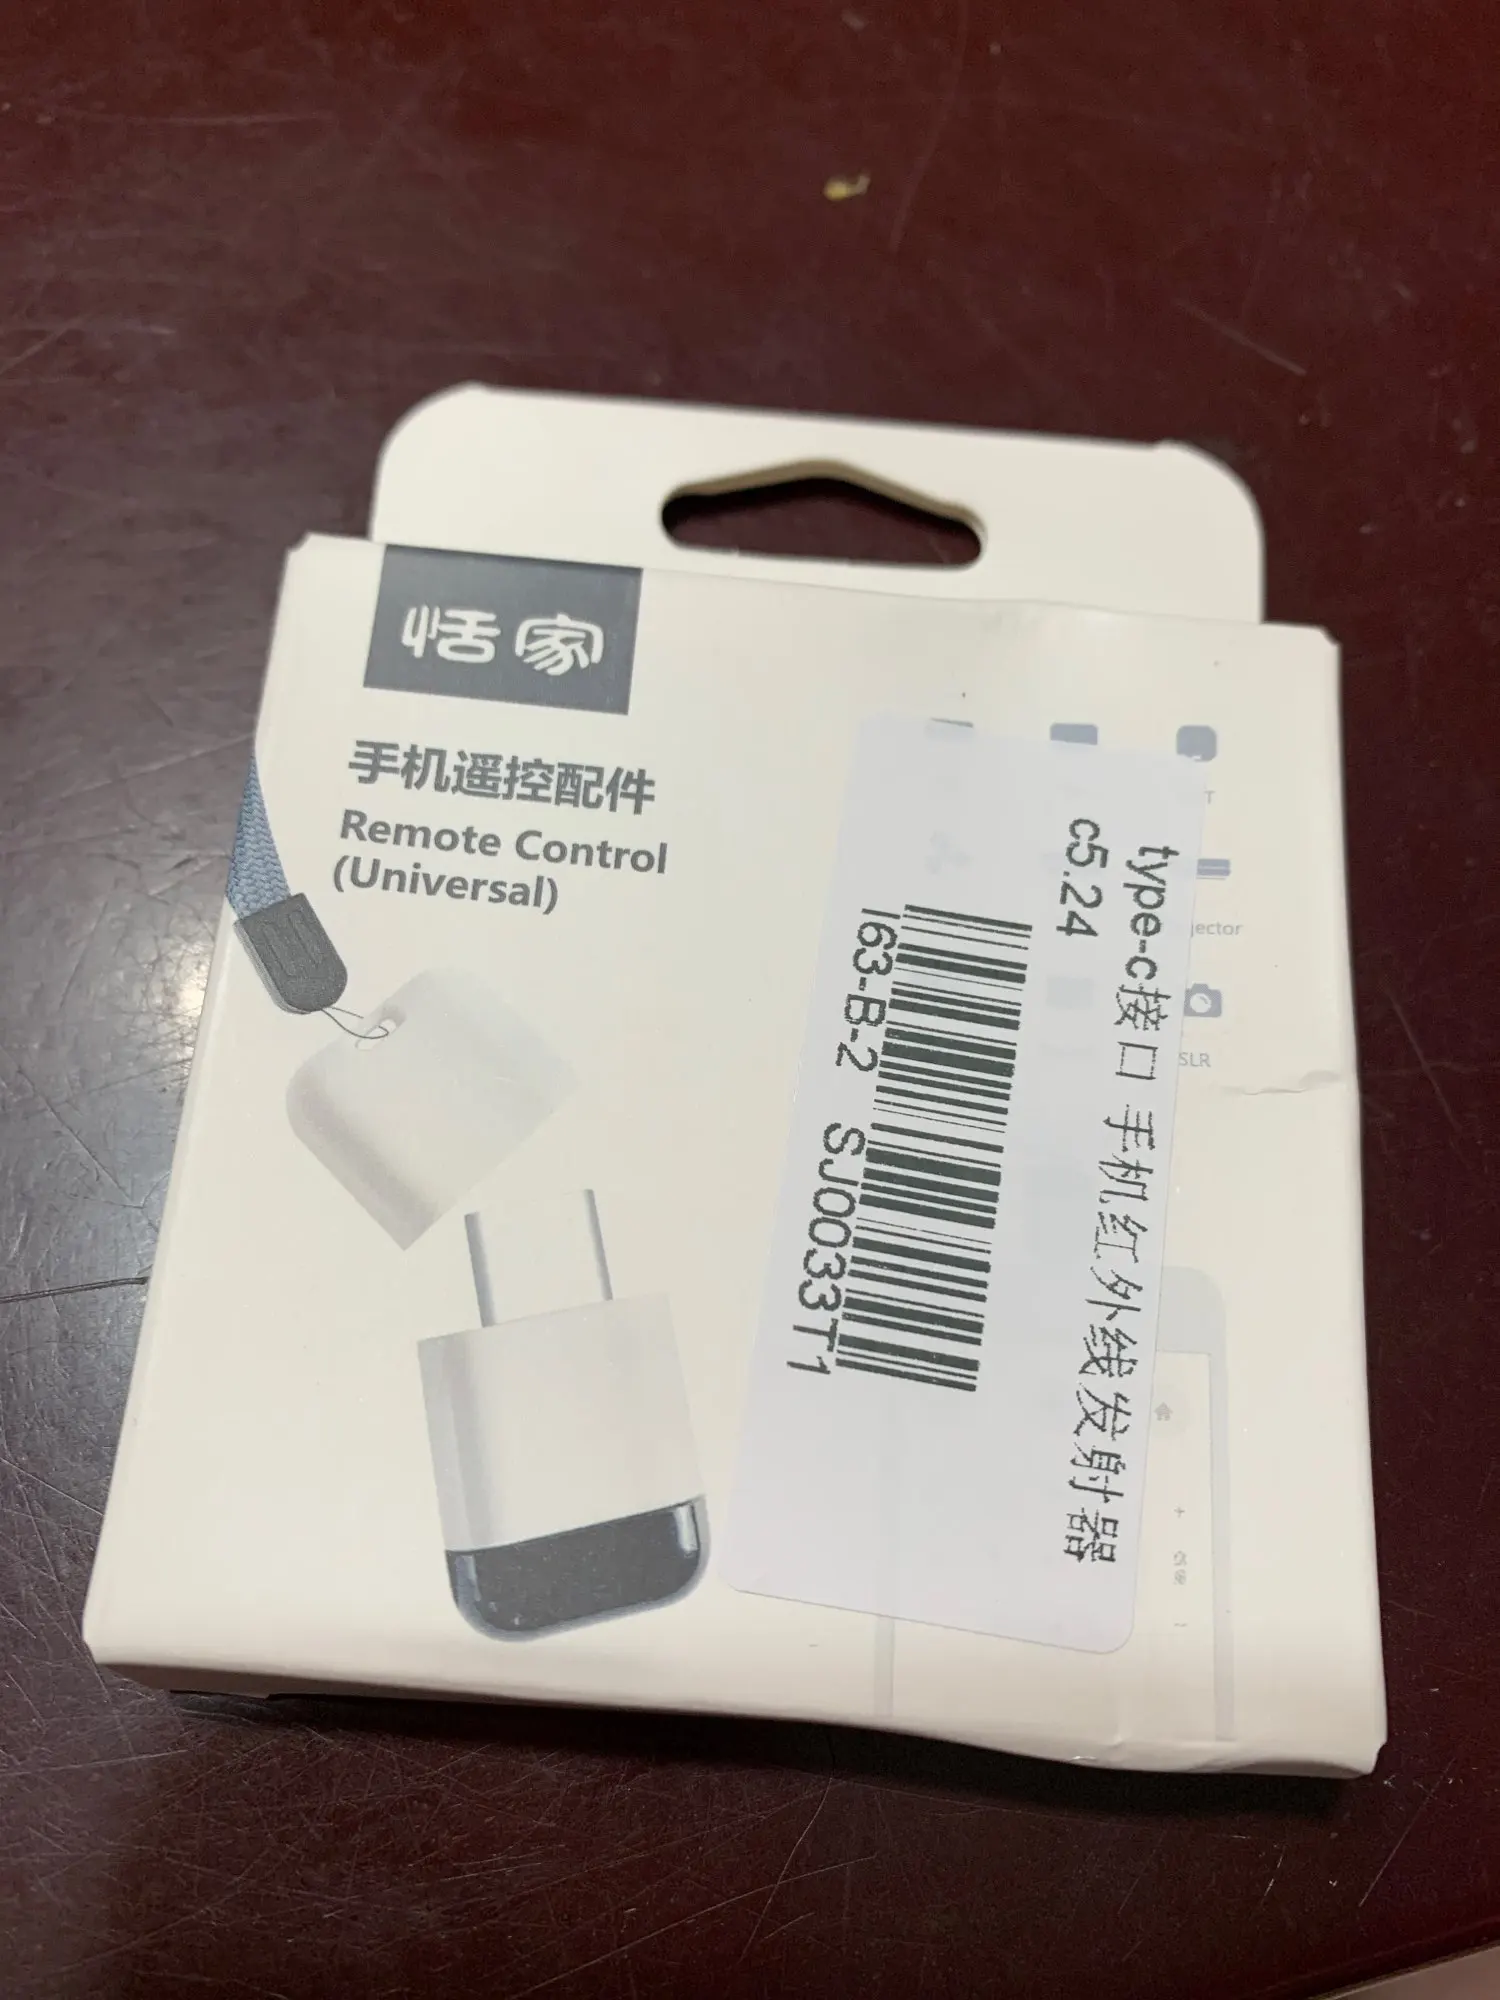 恬家
手机遥控配件
Remote Control
(Universal)
type-c接口 手机红外线发射器
c5.24
I63-B-2 SJ0033T1
SLR